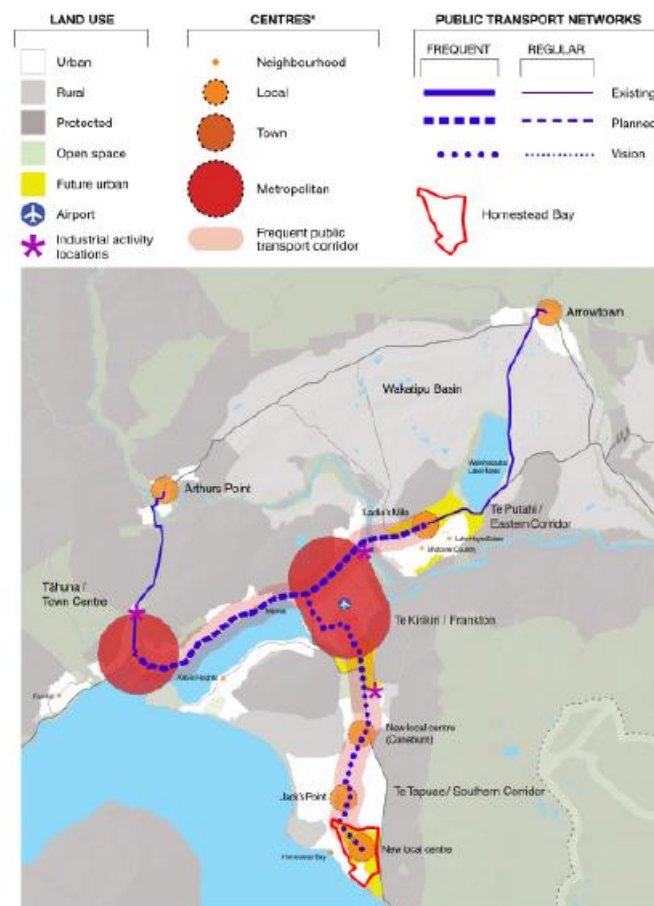 LAND USE
Urban
Rural
Protected
Open space
Future urban
Airport
Industrial activity
locations
CENTRES*
Neighbourhood
Local
Town
Metropolitan
Frequent public
transport corridor
PUBLIC TRANSPORT NETWORKS
FREQUENT
REGULAR
Existing
Planned
Vision
Homestead Bay
Arrowtown
Wakatipu Basin
Arthurs Point
Ladie's Mile
Te Putahi /
Eastern Corridor
Tāhuna /
Town Centre
Te Kirikiri / Frankton
Kelvin Heights
New local centre
(Coneburn)
Te Tapuae / Southern Corridor
Jack's Point
New local centre
Homestead Bay